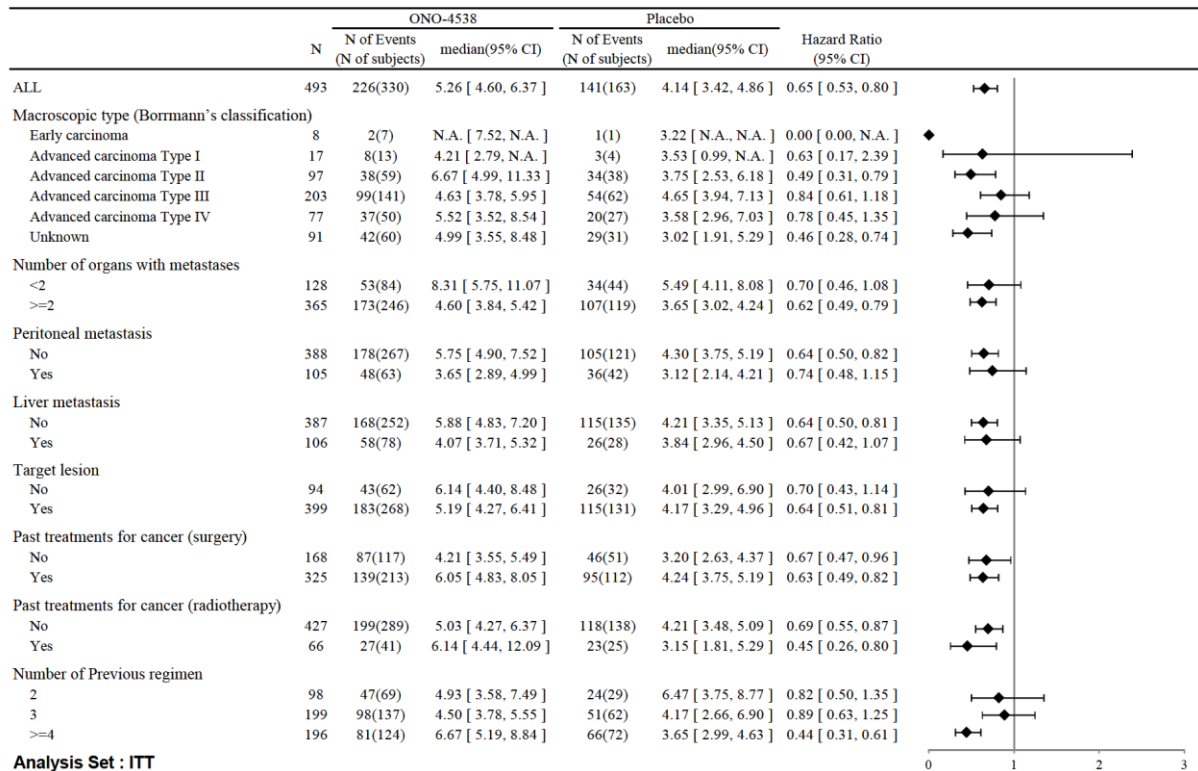 ONO-4538 Placebo
N N of Events (N of subjects) median(95% CI) N of Events (N of subjects) median(95% CI) Hazard Ratio (95% CI)
ALL 493 226(330) 5.26 [ 4.60, 6.37 ] 141(163) 4.14 [ 3.42, 4.86 ] 0.65 [ 0.53, 0.80 ]
Macroscopic type (Borrmann’s classification)
Early carcinoma 8 2(7) N.A. [ 7.52, N.A. ] 1(1) 3.22 [ N.A., N.A. ] 0.00 [ 0.00, N.A. ]
Advanced carcinoma Type I 17 8(13) 4.21 [ 2.79, N.A. ] 3(4) 3.53 [ 0.99, N.A. ] 0.63 [ 0.17, 2.39 ]
Advanced carcinoma Type II 97 38(59) 6.67 [ 4.99, 11.33 ] 34(38) 3.75 [ 2.53, 6.18 ] 0.49 [ 0.31, 0.79 ]
Advanced carcinoma Type III 203 99(141) 4.63 [ 3.78, 5.95 ] 54(62) 4.65 [ 3.94, 7.13 ] 0.84 [ 0.61, 1.18 ]
Advanced carcinoma Type IV 77 37(50) 5.52 [ 3.52, 8.54 ] 20(27) 3.58 [ 2.96, 7.03 ] 0.78 [ 0.45, 1.35 ]
Unknown 91 42(60) 4.99 [ 3.55, 8.48 ] 29(31) 3.02 [ 1.91, 5.29 ] 0.46 [ 0.28, 0.74 ]
Number of organs with metastases
<2 128 53(84) 8.31 [ 5.75, 11.07 ] 34(44) 5.49 [ 4.11, 8.08 ] 0.70 [ 0.46, 1.08 ]
>=2 365 173(246) 4.60 [ 3.84, 5.42 ] 107(119) 3.65 [ 3.02, 4.24 ] 0.62 [ 0.49, 0.79 ]
Peritoneal metastasis
No 388 178(267) 5.75 [ 4.90, 7.52 ] 105(121) 4.30 [ 3.75, 5.19 ] 0.64 [ 0.50, 0.82 ]
Yes 105 48(63) 3.65 [ 2.89, 4.99 ] 36(42) 3.12 [ 2.14, 4.21 ] 0.74 [ 0.48, 1.15 ]
Liver metastasis
No 387 168(252) 5.88 [ 4.83, 7.20 ] 115(135) 4.21 [ 3.35, 5.13 ] 0.64 [ 0.50, 0.81 ]
Yes 106 58(78) 4.07 [ 3.71, 5.32 ] 26(28) 3.84 [ 2.96, 4.50 ] 0.67 [ 0.42, 1.07 ]
Target lesion
No 94 43(62) 6.14 [ 4.40, 8.48 ] 26(32) 4.01 [ 2.99, 6.90 ] 0.70 [ 0.43, 1.14 ]
Yes 399 183(268) 5.19 [ 4.27, 6.41 ] 115(131) 4.17 [ 3.29, 4.96 ] 0.64 [ 0.51, 0.81 ]
Past treatments for cancer (surgery)
No 168 87(117) 4.21 [ 3.55, 5.49 ] 46(51) 3.20 [ 2.63, 4.37 ] 0.67 [ 0.47, 0.96 ]
Yes 325 139(213) 6.05 [ 4.83, 8.05 ] 95(112) 4.24 [ 3.75, 5.19 ] 0.63 [ 0.49, 0.82 ]
Past treatments for cancer (radiotherapy)
No 427 199(289) 5.03 [ 4.27, 6.37 ] 118(138) 4.21 [ 3.48, 5.09 ] 0.69 [ 0.55, 0.87 ]
Yes 66 27(41) 6.14 [ 4.44, 12.09 ] 23(25) 3.15 [ 1.81, 5.29 ] 0.45 [ 0.26, 0.80 ]
Number of Previous regimen
2 98 47(69) 4.93 [ 3.58, 7.49 ] 24(29) 6.47 [ 3.75, 8.77 ] 0.82 [ 0.50, 1.35 ]
3 199 98(137) 4.50 [ 3.78, 5.55 ] 51(62) 4.17 [ 2.66, 6.90 ] 0.89 [ 0.63, 1.25 ]
>=4 196 81(124) 6.67 [ 5.19, 8.84 ] 66(72) 3.65 [ 2.99, 4.63 ] 0.44 [ 0.31, 0.61 ]
Analysis Set : ITT
0 1 2 3